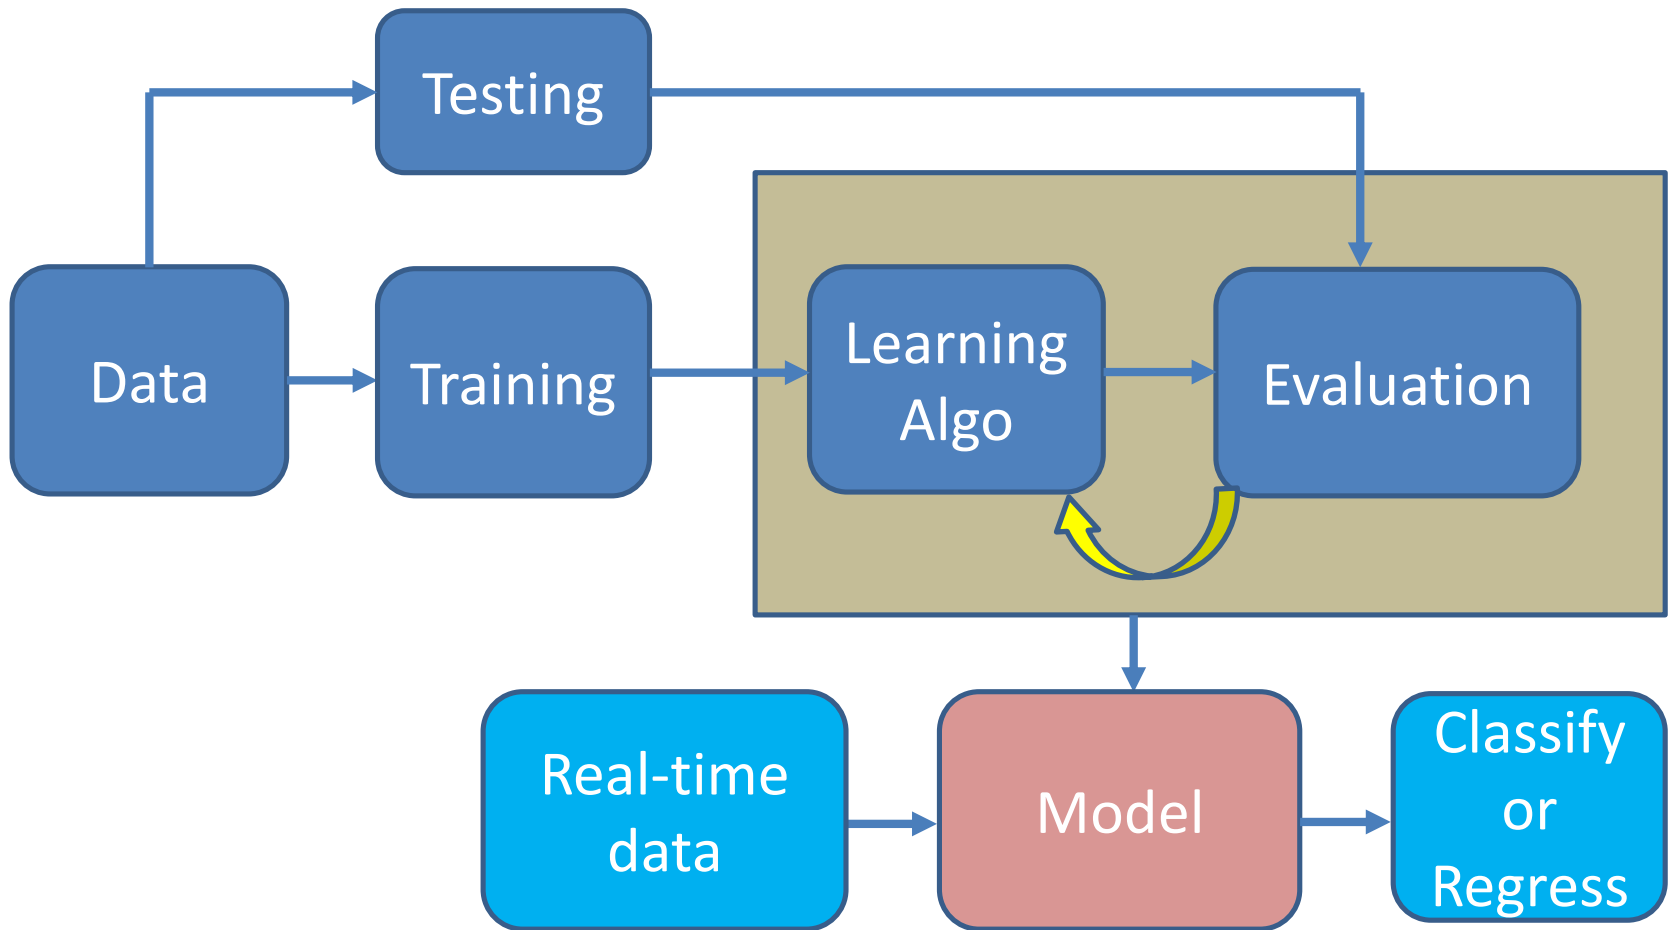 Testing
Data
Training
Learning
Algo
Evaluation
Real-time
data
Model
Classify
or
Regress